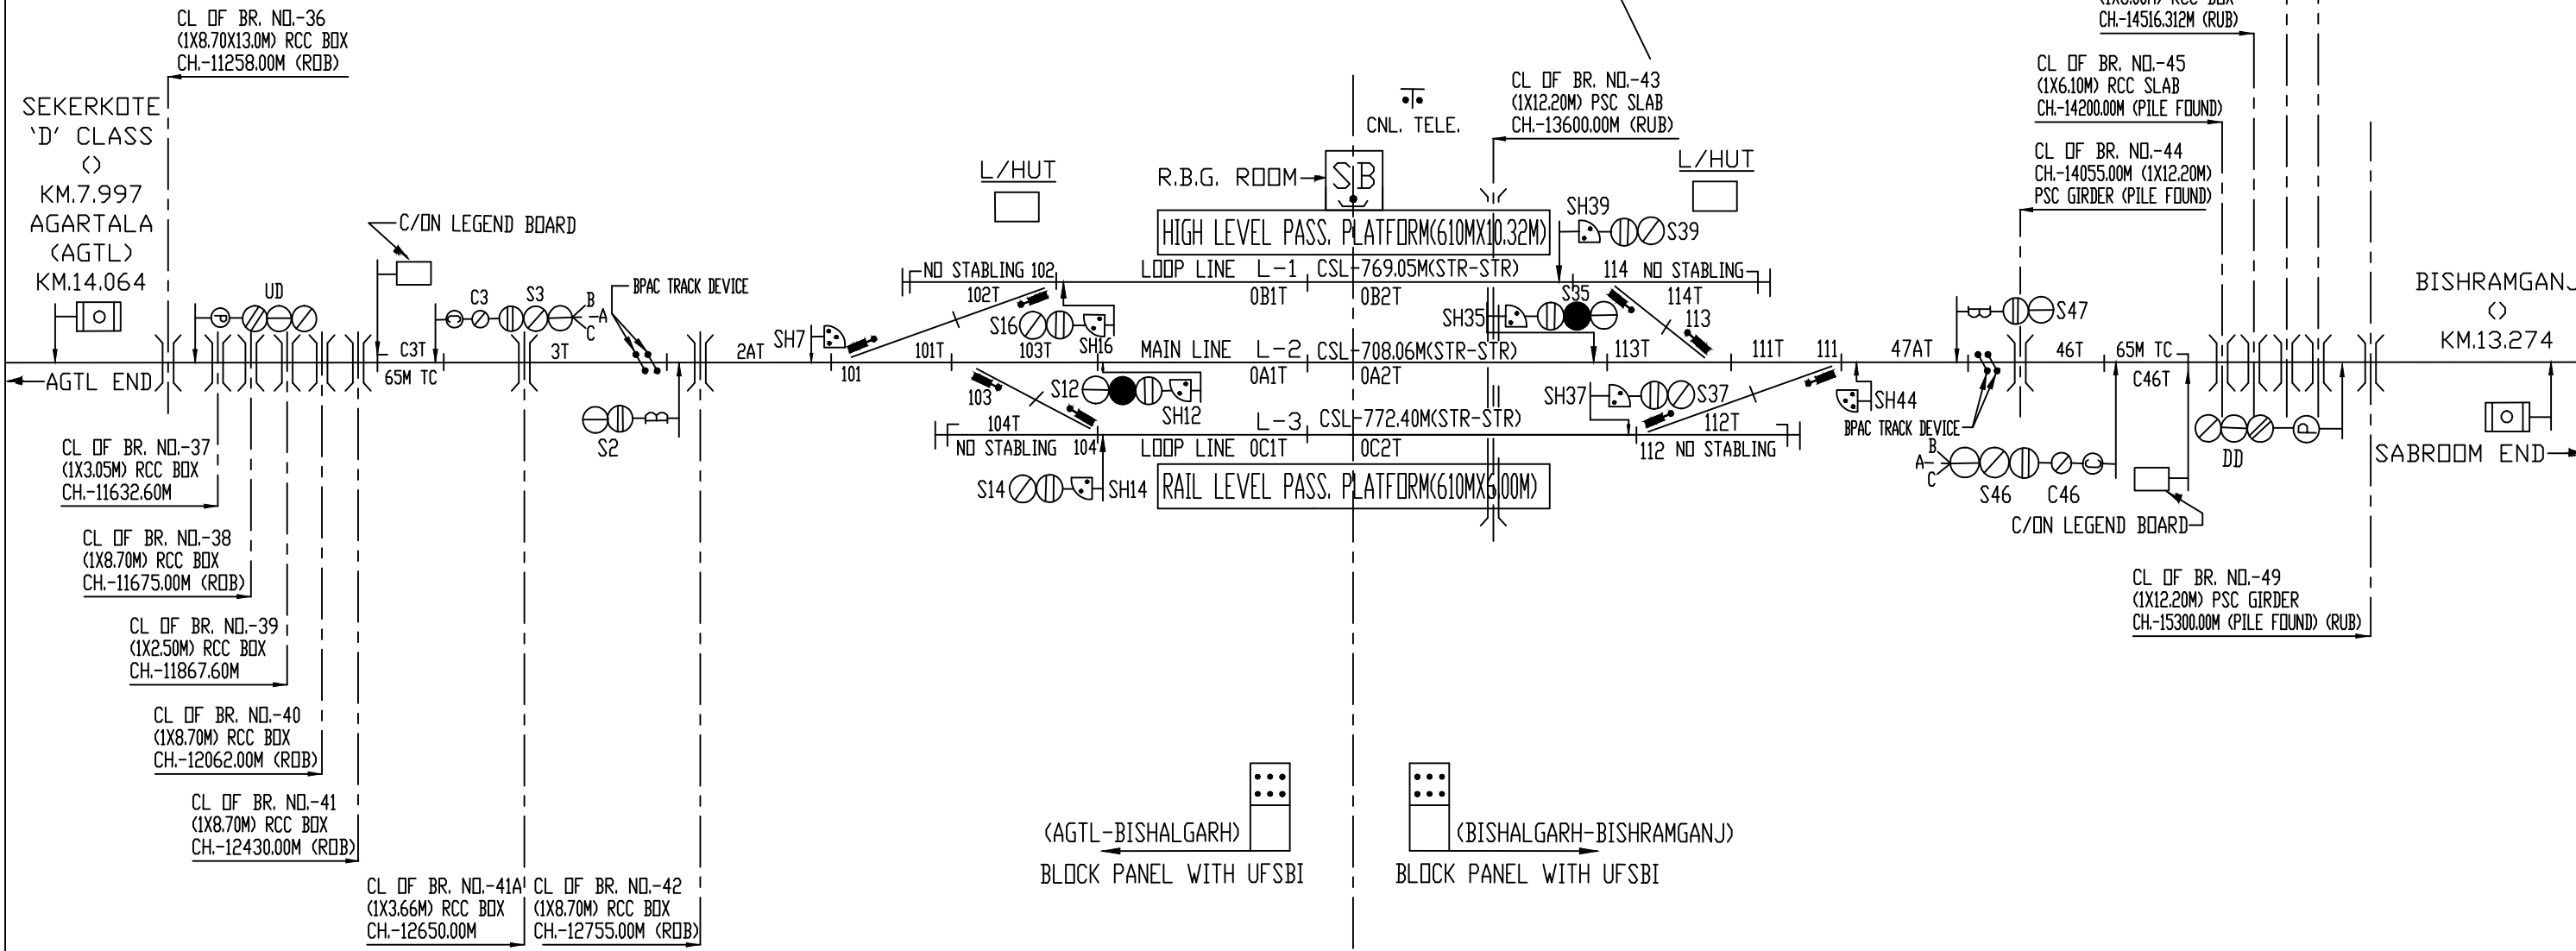 CL OF BR. NO.-36
(1X8.70X13.0M) RCC BOX
CH.-11258.00M (ROB)
SEKERKOTE
'D' CLASS
()
KM.7.997
AGARTALA
(AGTL)
KM.14.064
AGTL END
UD
P
C/ON LEGEND BOARD
C3T
65M TC
C3
C
S3
B
A
C
3T
BPAC TRACK DEVICE
S2
B
2AT
SH7
101
L/HUT
NO STABLING 102
102T
101T
103T
S16
SH16
103
104T
NO STABLING 104
S12
SH12
S14
SH14
R.B.G. ROOM
SB
CNL. TELE.
HIGH LEVEL PASS. PLATFORM(610MX10.32M)
LOOP LINE L-1 CSL-769.05M(STR-STR)
0B1T
0B2T
MAIN LINE L-2 CSL-708.06M(STR-STR)
0A1T
0A2T
L-3 CSL-772.40M(STR-STR)
LOOP LINE 0C1T
0C2T
RAIL LEVEL PASS. PLATFORM(610MX6.00M)
CL OF BR. NO.-43
(1X12.20M) PSC SLAB
CH.-13600.00M (RUB)
L/HUT
SH39
S39
114 NO STABLING
114T
SH35
S35
113
113T
111T
111
SH37
S37
112T
112 NO STABLING
SH44
47AT
BPAC TRACK DEVICE
B
S47
46T
65M TC
C46T
B
A
C
S46
C46
C
C/ON LEGEND BOARD
DD
P
CH.-14516.312M (RUB)
CL OF BR. NO.-45
(1X6.10M) RCC SLAB
CH.-14200.00M (PILE FOUND)
CL OF BR. NO.-44
CH.-14055.00M (1X12.20M)
PSC GIRDER (PILE FOUND)
BISHRAMGANJ
()
KM.13.274
SABROOM END
CL OF BR. NO.-49
(1X12.20M) PSC GIRDER
CH.-15300.00M (PILE FOUND) (RUB)
CL OF BR. NO.-37
(1X3.05M) RCC BOX
CH.-11632.60M
CL OF BR. NO.-38
(1X8.70M) RCC BOX
CH.-11675.00M (ROB)
CL OF BR. NO.-39
(1X2.50M) RCC BOX
CH.-11867.60M
CL OF BR. NO.-40
(1X8.70M) RCC BOX
CH.-12062.00M (ROB)
CL OF BR. NO.-41
(1X8.70M) RCC BOX
CH.-12430.00M (ROB)
CL OF BR. NO.-41A
(1X3.66M) RCC BOX
CH.-12650.00M
CL OF BR. NO.-42
(1X8.70M) RCC BOX
CH.-12755.00M (ROB)
(AGTL-BISHALGARH)
BLOCK PANEL WITH UFSBI
(BISHALGARH-BISHRAMGANJ)
BLOCK PANEL WITH UFSBI